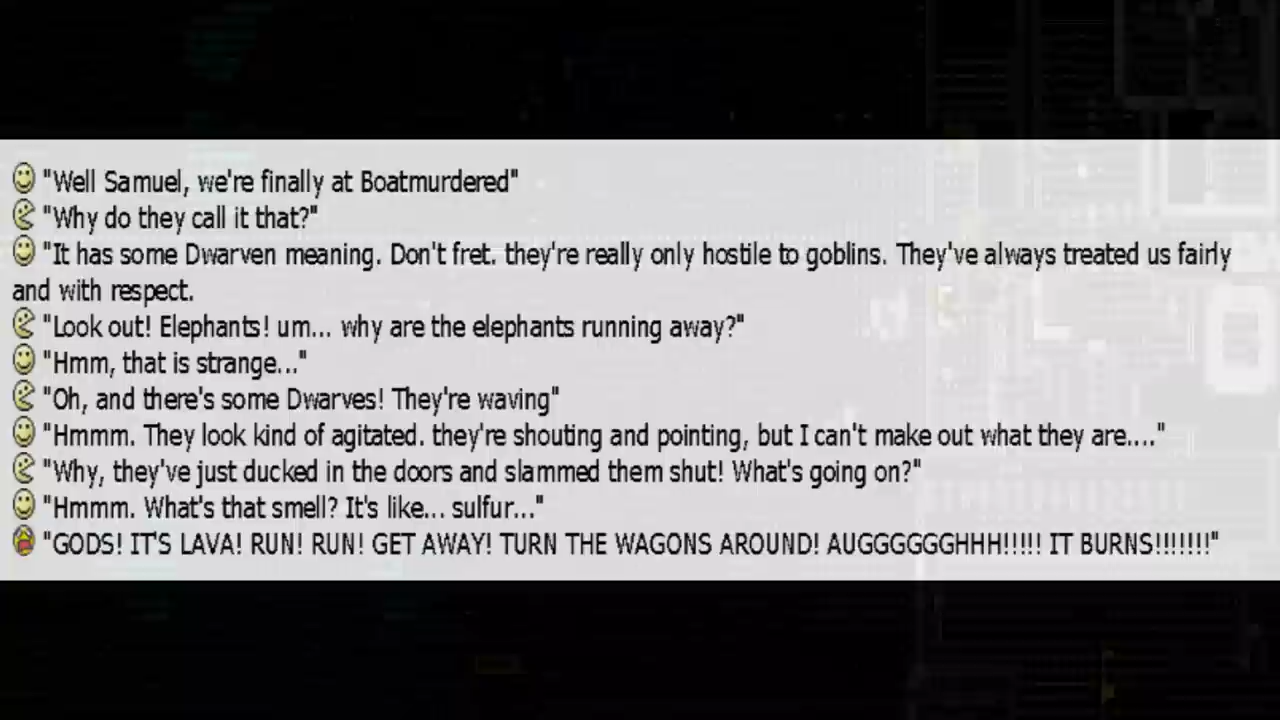 "Well Samuel, we're finally at Boatmurdered"
"Why do they call it that?"
"It has some Dwarven meaning. Don't fret. they're really only hostile to goblins. They've always treated us fairly
and with respect.
"Look out! Elephants! um... why are the elephants running away?"
"Hmm, that is strange..."
"Oh, and there's some Dwarves! They're waving"
"Hmmm. They look kind of agitated. they're shouting and pointing, but I can't make out what they are...."
"Why, they've just ducked in the doors and slammed them shut! What's going on?"
"Hmmm. What's that smell? It's like... sulfur..."
"GODS! IT'S LAVA! RUN! RUN! GET AWAY! TURN THE WAGONS AROUND! AUGGGGGGHHH!!!!! IT BURNS!!!!!!!"